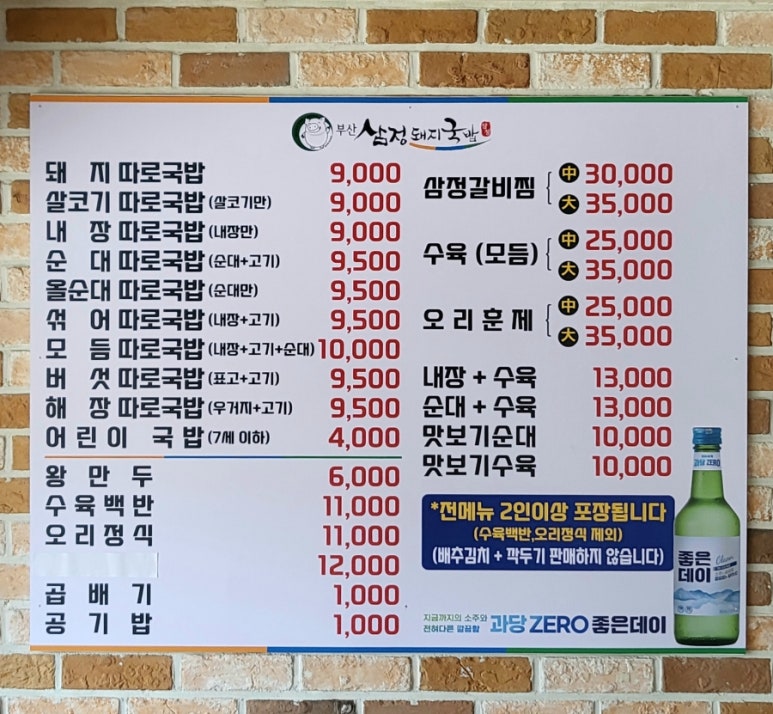 부산 삼정돼지국밥
돼지 따로국밥 9,000
살코기 따로국밥 (살코기만) 9,000
내장 따로국밥 (내장만) 9,000
순대 따로국밥 (순대+고기) 9,500
올순대 따로국밥 (순대만) 9,500
섞어 따로국밥 (내장+고기) 9,500
모듬 따로국밥 (내장+고기+순대) 10,000
버섯 따로국밥 (표고+고기) 9,500
해장 따로국밥 (우거지+고기) 9,500
어린이 국밥 (7세 이하) 4,000
왕만두 6,000
수육백반 11,000
오리정식 11,000
12,000
곱배기 1,000
공기밥 1,000
삼정갈비찜 中 30,000
大 35,000
수육 (모듬) 中 25,000
大 35,000
오리훈제 中 25,000
大 35,000
내장 + 수육 13,000
순대 + 수육 13,000
맛보기순대 10,000
맛보기수육 10,000
*전메뉴 2인이상 포장됩니다
(수육백반,오리정식 제외)
(배추김치 + 깍두기 판매하지 않습니다)
지금까지의 소주와
전혀다른 깔끔함
과당 ZERO 좋은데이
과당 ZERO
좋은
데이